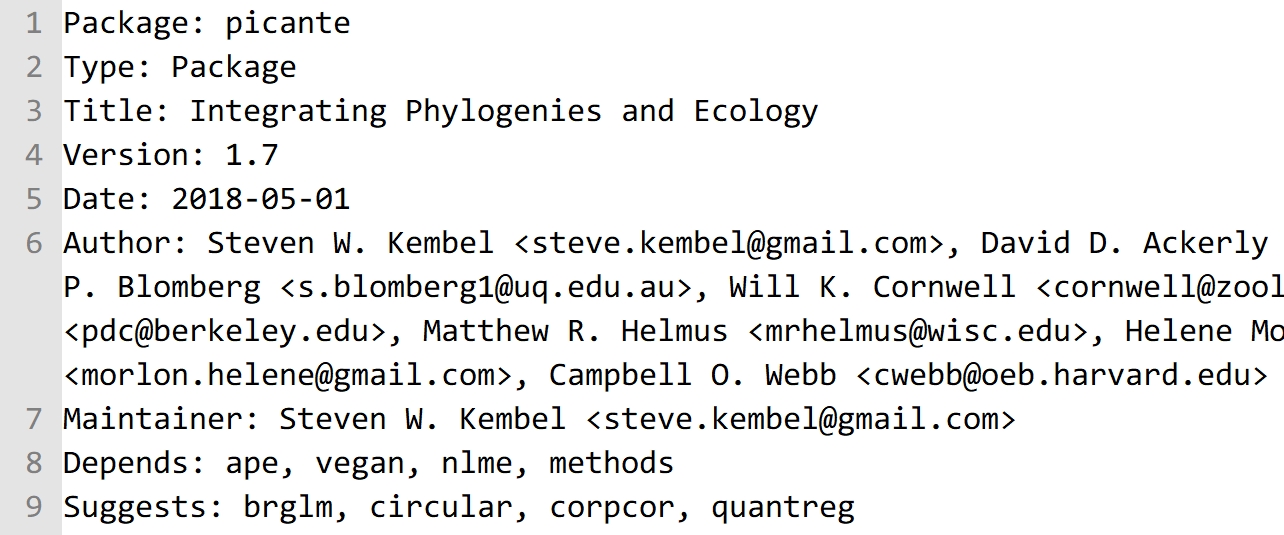 1 Package: picante
2 Type: Package
3 Title: Integrating Phylogenies and Ecology
4 Version: 1.7
5 Date: 2018-05-01
6 Author: Steven W. Kembel <steve.kembel@gmail.com>, David D. Ackerly
P. Blomberg <s.blomberg1@uq.edu.au>, Will K. Cornwell <cornwell@zool
<pdc@berkeley.edu>, Matthew R. Helmus <mrhelmus@wisc.edu>, Helene Mo
<morlon.helene@gmail.com>, Campbell O. Webb <cwebb@oeb.harvard.edu>
7 Maintainer: Steven W. Kembel <steve.kembel@gmail.com>
8 Depends: ape, vegan, nlme, methods
9 Suggests: brglm, circular, corpcor, quantreg